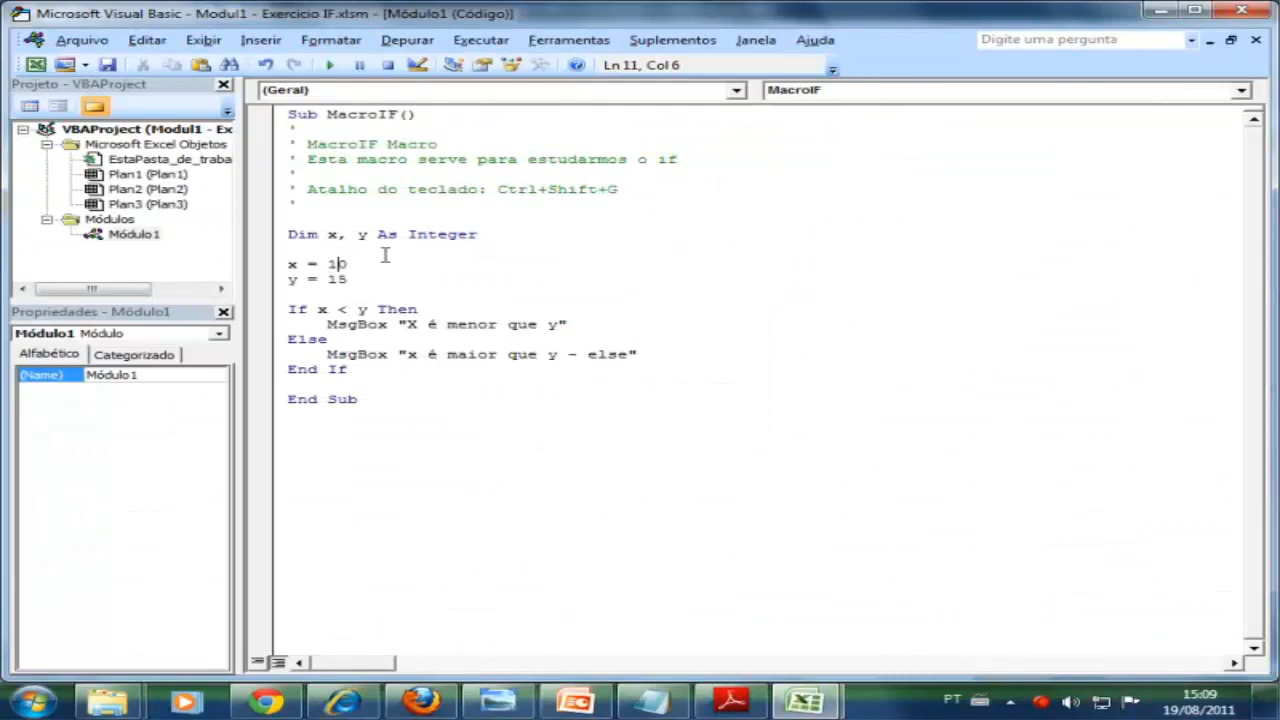 Microsoft Visual Basic - Modul1 - Exercicio IF.xlsm - [Módulo1 (Código)]
Arquivo Editar Exibir Inserir Formatar Depurar Executar Ferramentas Suplementos Janela Ajuda Digite uma pergunta
Ln 11, Col 6
Projeto - VBAProject
(Geral) MacroIF
VBAProject (Modul1 - Ex
Microsoft Excel Objetos
EstaPasta_de_traba
Plan1 (Plan1)
Plan2 (Plan2)
Plan3 (Plan3)
Módulos
Módulo1
Propriedades - Módulo1
Módulo1 Módulo
Alfabético Categorizado
(Name) Módulo1
Sub MacroIF()
'
' MacroIF Macro
' Esta macro serve para estudarmos o if
'
' Atalho do teclado: Ctrl+Shift+G
'
Dim x, y As Integer
x = 10
y = 15
If x < y Then
MsgBox "X é menor que y"
Else
MsgBox "x é maior que y - else"
End If
End Sub
PT
15:09
19/08/2011